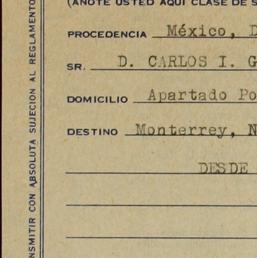 (ANOTE USTED AQUI CLASE DE S
PROCEDENCIA México, D
SR. D. CARLOS I. G
DOMICILIO Apartado Po
DESTINO Monterrey, N
DESDE
NSMITIR CON ABSOLUTA SUJECION AL REGLAMENTO